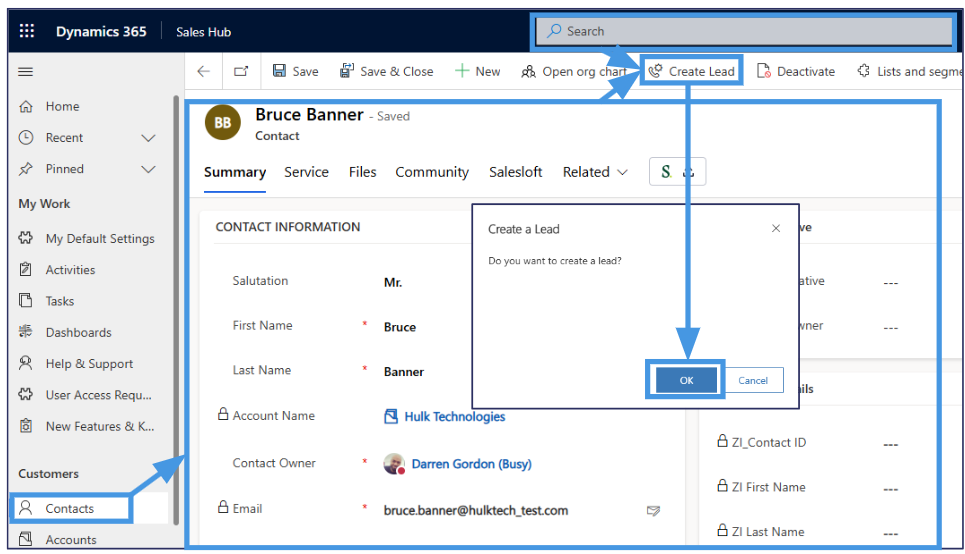 Dynamics 365 Sales Hub Search
Save Save & Close New Open org chart Create Lead Deactivate Lists and segme
Home
Recent
Pinned
My Work
My Default Settings
Activities
Tasks
Dashboards
Help & Support
User Access Requ...
New Features & K...
Customers
Contacts
Accounts
BB
Bruce Banner - Saved
Contact
Summary Service Files Community Salesloft Related S
CONTACT INFORMATION
Salutation Mr.
First Name * Bruce
Last Name * Banner
Account Name Hulk Technologies
Contact Owner * Darren Gordon (Busy)
Email * bruce.banner@hulktech_test.com
Create a Lead
Do you want to create a lead?
OK Cancel
ve
ative ---
wner ---
ils
ZI_Contact ID ---
ZI First Name ---
ZI Last Name ---